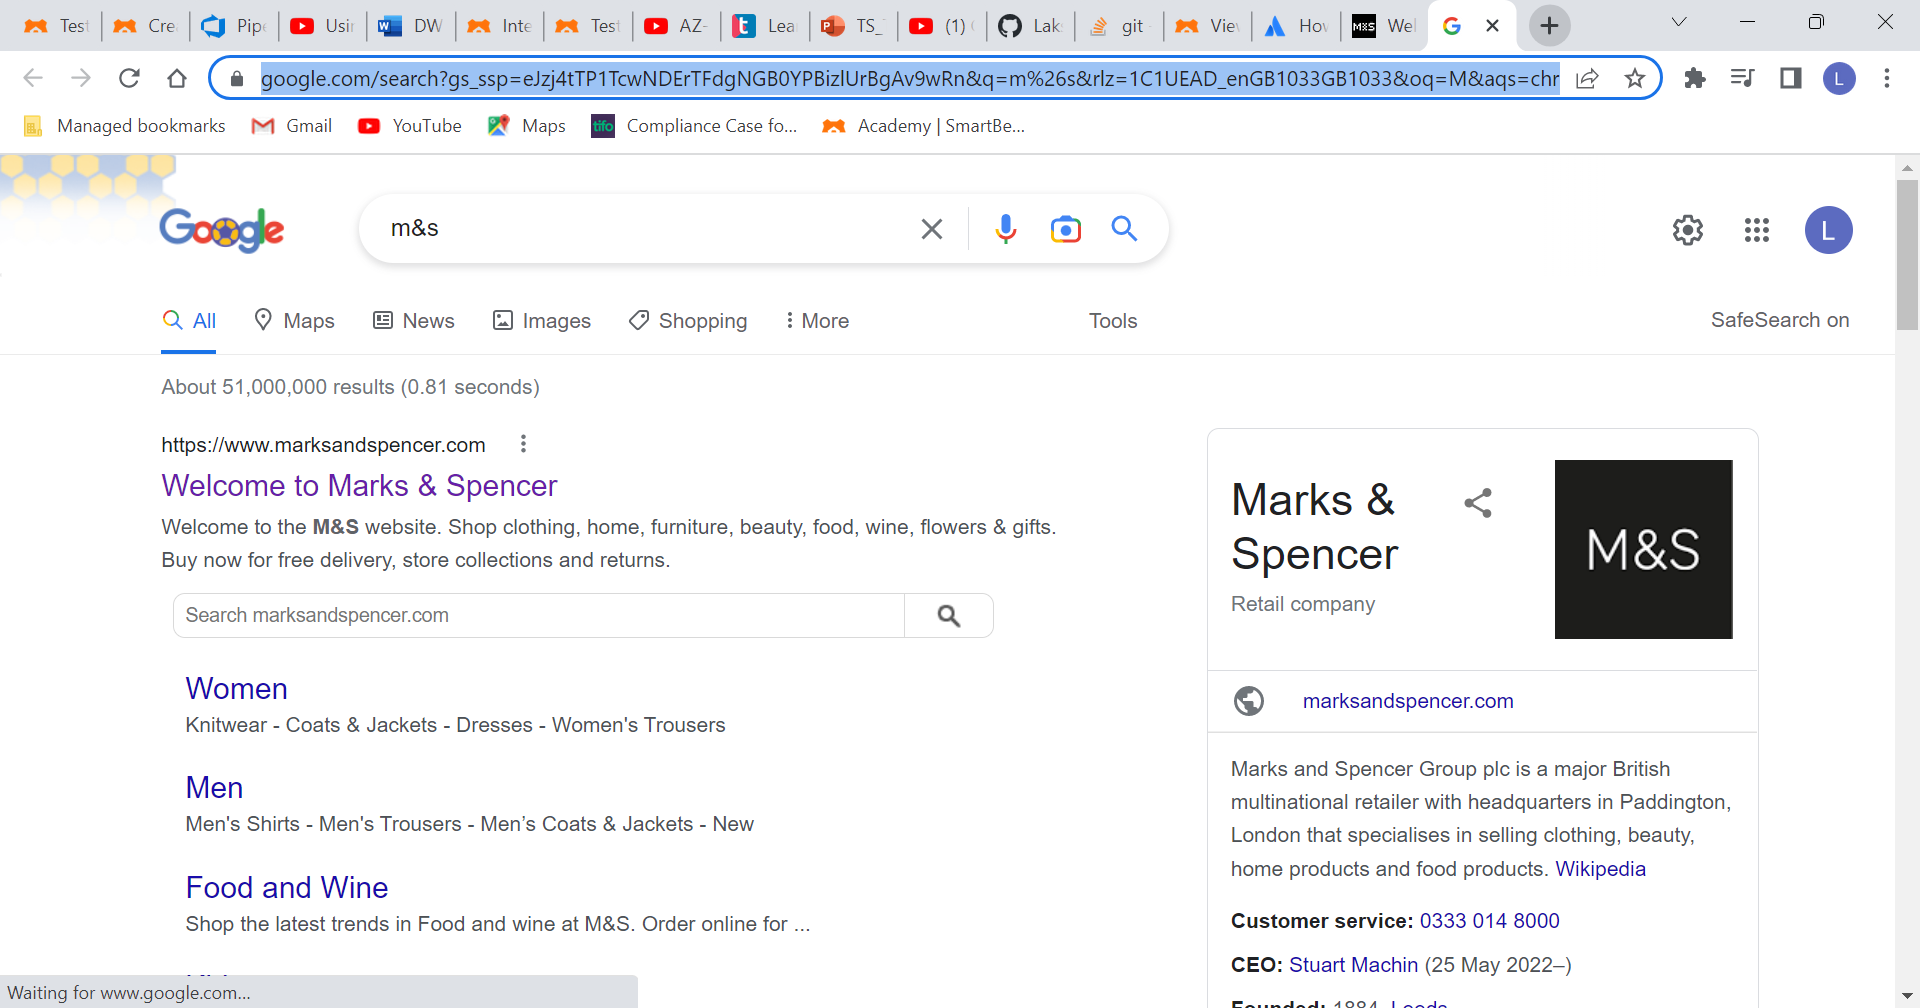 Test
Cre
Pip
Usin
DW
Inte
Test
AZ-
Lea
TS_
(1)
Lak
git
Viev
Hov
M&S
Wel
google.com/search?gs_ssp=eJzj4tTP1TcwNDErTFdgNGB0YPBizlUrBgAv9wRn&q=m%26s&rlz=1C1UEAD_enGB1033GB1033&oq=M&aqs=chr
L
Managed bookmarks
Gmail
YouTube
Maps
tifo
Compliance Case fo...
Academy | SmartBe...
Google
m&s
L
All
Maps
News
Images
Shopping
More
Tools
SafeSearch on
About 51,000,000 results (0.81 seconds)
https://www.marksandspencer.com
Welcome to Marks & Spencer
Welcome to the M&S website. Shop clothing, home, furniture, beauty, food, wine, flowers & gifts.
Buy now for free delivery, store collections and returns.
Search marksandspencer.com
Women
Knitwear - Coats & Jackets - Dresses - Women's Trousers
Men
Men's Shirts - Men's Trousers - Men’s Coats & Jackets - New
Food and Wine
Shop the latest trends in Food and wine at M&S. Order online for ...
Marks &
Spencer
Retail company
M&S
marksandspencer.com
Marks and Spencer Group plc is a major British
multinational retailer with headquarters in Paddington,
London that specialises in selling clothing, beauty,
home products and food products. Wikipedia
Customer service: 0333 014 8000
CEO: Stuart Machin (25 May 2022–)
Founded: 1884, Leeds
Waiting for www.google.com...